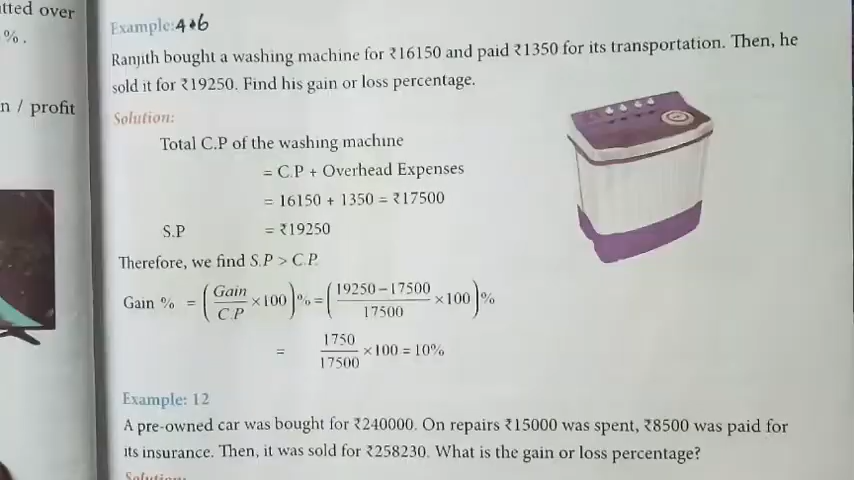 tted over
%.
n / profit
Example: 4•6
Ranjith bought a washing machine for ₹16150 and paid ₹1350 for its transportation. Then, he
sold it for ₹19250. Find his gain or loss percentage.
Solution:
Total C.P of the washing machine
= C.P + Overhead Expenses
= 16150 + 1350 = ₹17500
S.P = ₹19250
Therefore, we find S.P > C.P.
Gain % = (Gain/C.P × 100)% = (19250 – 17500/17500 × 100)%
= 1750/17500 × 100 = 10%
Example: 12
A pre-owned car was bought for ₹240000. On repairs ₹15000 was spent, ₹8500 was paid for
its insurance. Then, it was sold for ₹258230. What is the gain or loss percentage?
Solution: